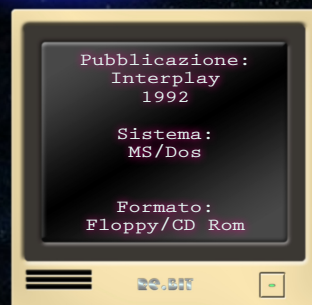 Pubblicazione:
Interplay
1992
Sistema:
MS/Dos
Formato:
Floppy/CD Rom